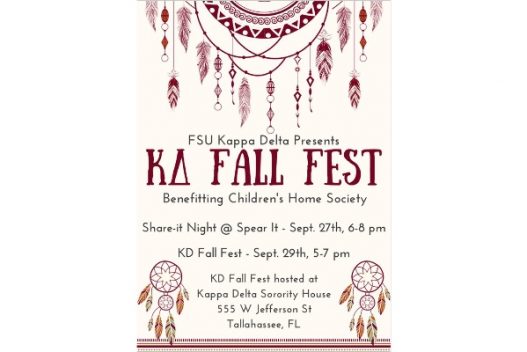 FSU Kappa Delta Presents
KΔ FALL FEST
Benefitting Children's Home Society
Share-it Night @ Spear It - Sept. 27th, 6-8 pm
KD Fall Fest - Sept. 29th, 5-7 pm
KD Fall Fest hosted at
Kappa Delta Sorority House
555 W Jefferson St
Tallahassee, FL